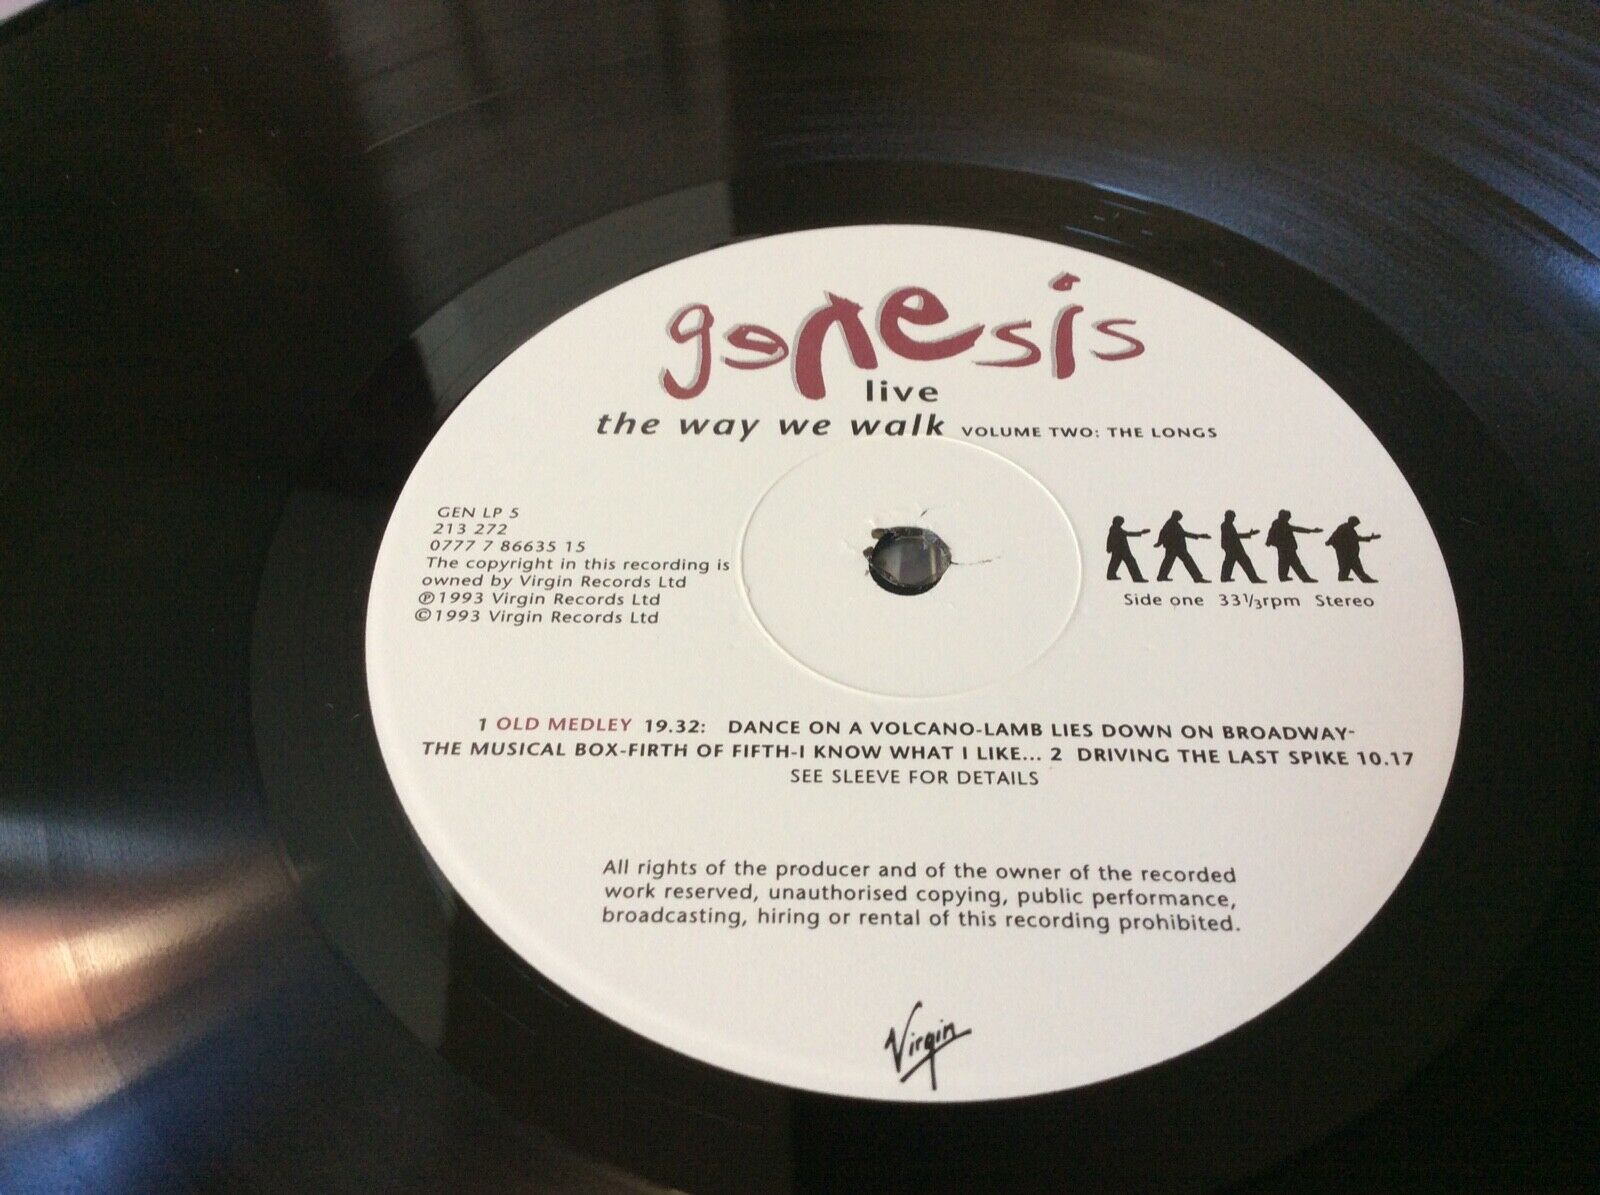 genesis
live
the way we walk VOLUME TWO: THE LONGS
GEN LP 5
213 272
0777 7 86635 15
The copyright in this recording is
owned by Virgin Records Ltd
℗1993 Virgin Records Ltd
©1993 Virgin Records Ltd
Side one 33⅓rpm Stereo
1 OLD MEDLEY 19.32: DANCE ON A VOLCANO-LAMB LIES DOWN ON BROADWAY-
THE MUSICAL BOX-FIRTH OF FIFTH-I KNOW WHAT I LIKE... 2 DRIVING THE LAST SPIKE 10.17
SEE SLEEVE FOR DETAILS
All rights of the producer and of the owner of the recorded
work reserved, unauthorised copying, public performance,
broadcasting, hiring or rental of this recording prohibited.
Virgin